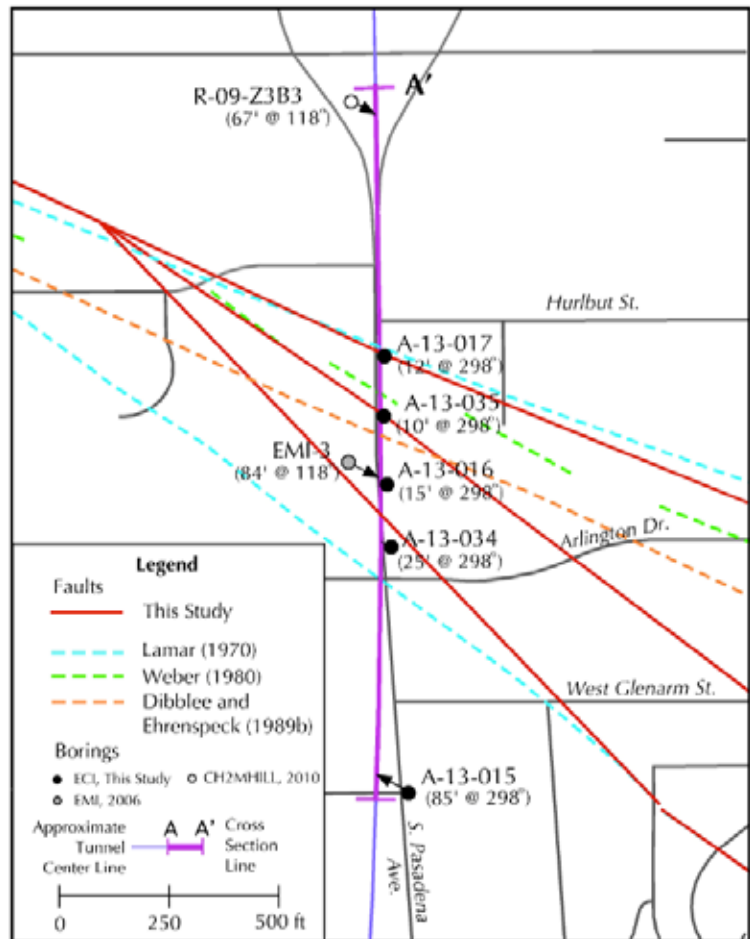 A'
R-09-Z3B3
(67' @ 118°)
Hurlbut St.
A-13-017
(12' @ 298°)
A-13-035
(10' @ 298°)
EMI-3
(84' @ 118°)
A-13-016
(15' @ 298°)
A-13-034
(25' @ 298°)
Arlington Dr.
West Glenarm St.
A-13-015
(85' @ 298°)
S. Pasadena
Ave.
Legend
Faults
This Study
Lamar (1970)
Weber (1980)
Dibblee and
Ehrenspeck (1989b)
Borings
ECI, This Study
CH2MHILL, 2010
EMI, 2006
Approximate
Tunnel
Center Line
A A'
Cross
Section
Line
0 250 500 ft